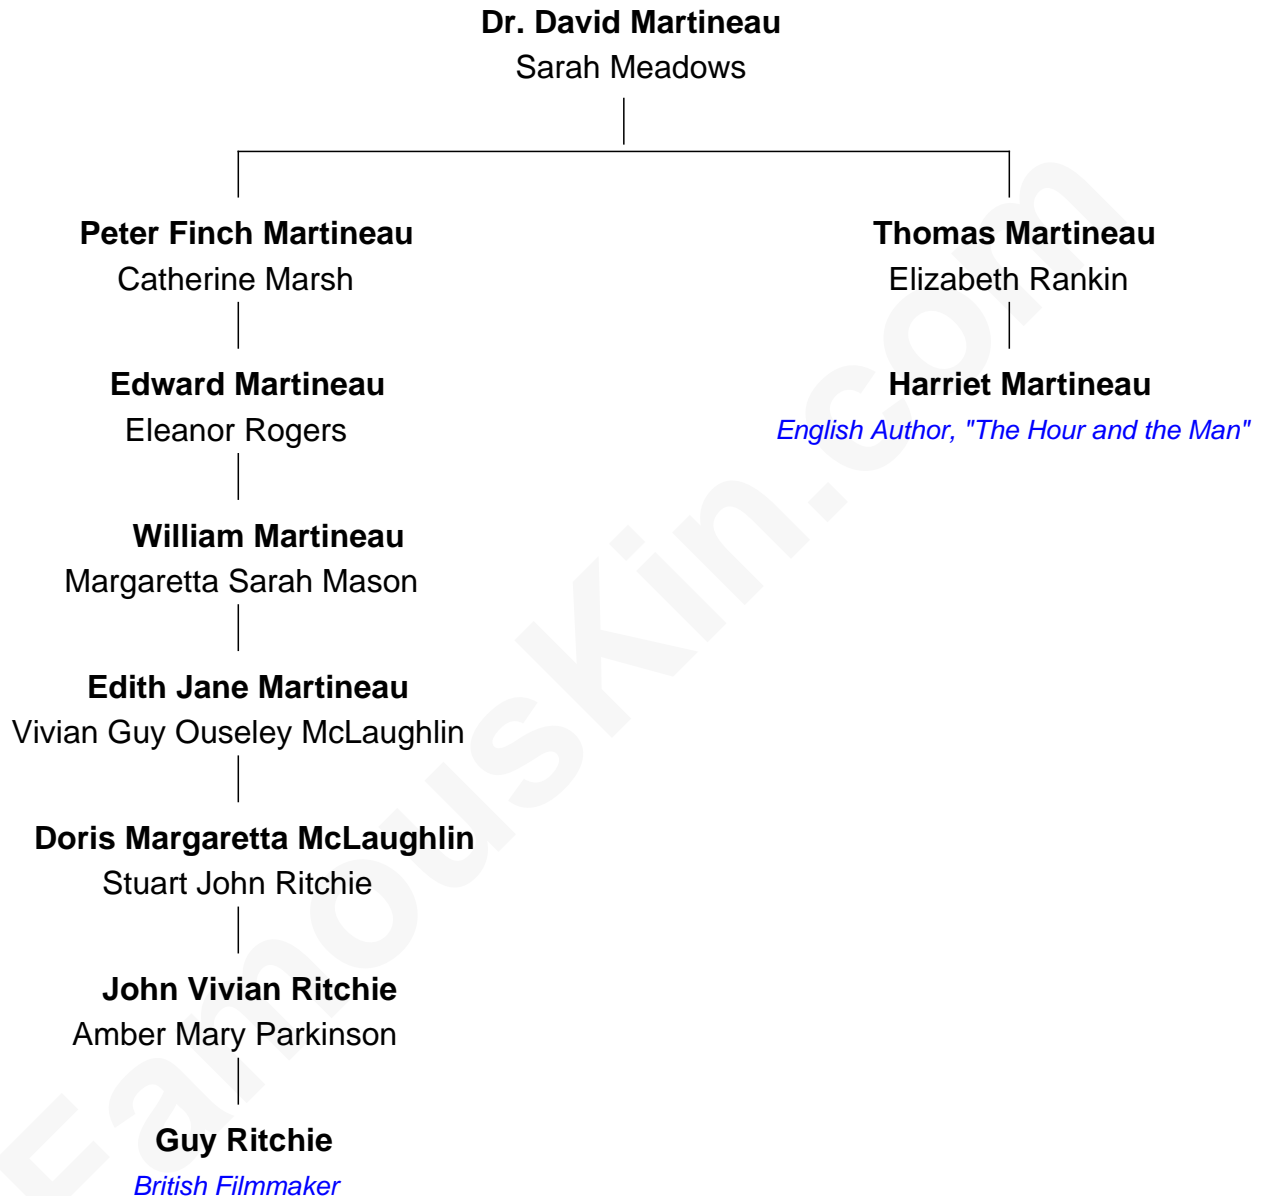 Dr. David Martineau
Sarah Meadows
Peter Finch Martineau
Catherine Marsh
Thomas Martineau
Elizabeth Rankin
Edward Martineau
Eleanor Rogers
Harriet Martineau
English Author, "The Hour and the Man"
William Martineau
Margaretta Sarah Mason
Edith Jane Martineau
Vivian Guy Ouseley McLaughlin
Doris Margaretta McLaughlin
Stuart John Ritchie
John Vivian Ritchie
Amber Mary Parkinson
Guy Ritchie
British Filmmaker
FamousKin.com